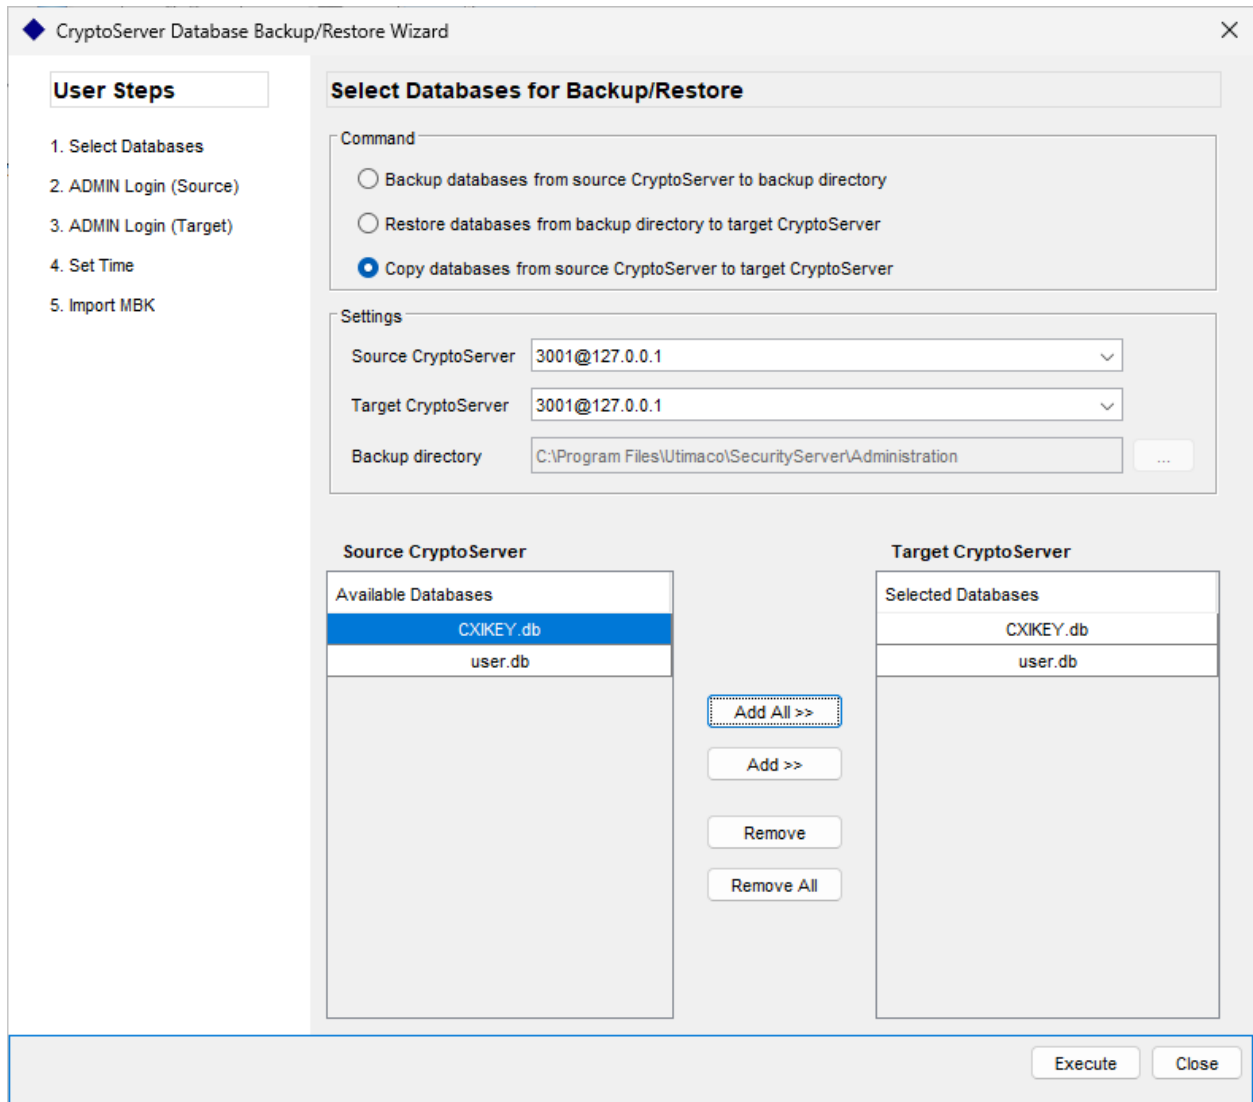 CryptoServer Database Backup/Restore Wizard
User Steps
1. Select Databases
2. ADMIN Login (Source)
3. ADMIN Login (Target)
4. Set Time
5. Import MBK
Select Databases for Backup/Restore
Command
Backup databases from source CryptoServer to backup directory
Restore databases from backup directory to target CryptoServer
Copy databases from source CryptoServer to target CryptoServer
Settings
Source CryptoServer 3001@127.0.0.1
Target CryptoServer 3001@127.0.0.1
Backup directory C:\Program Files\Utimaco\SecurityServer\Administration ...
Source CryptoServer
Available Databases
CXIKEY.db
user.db
Add All >>
Add >>
Remove
Remove All
Target CryptoServer
Selected Databases
CXIKEY.db
user.db
Execute Close